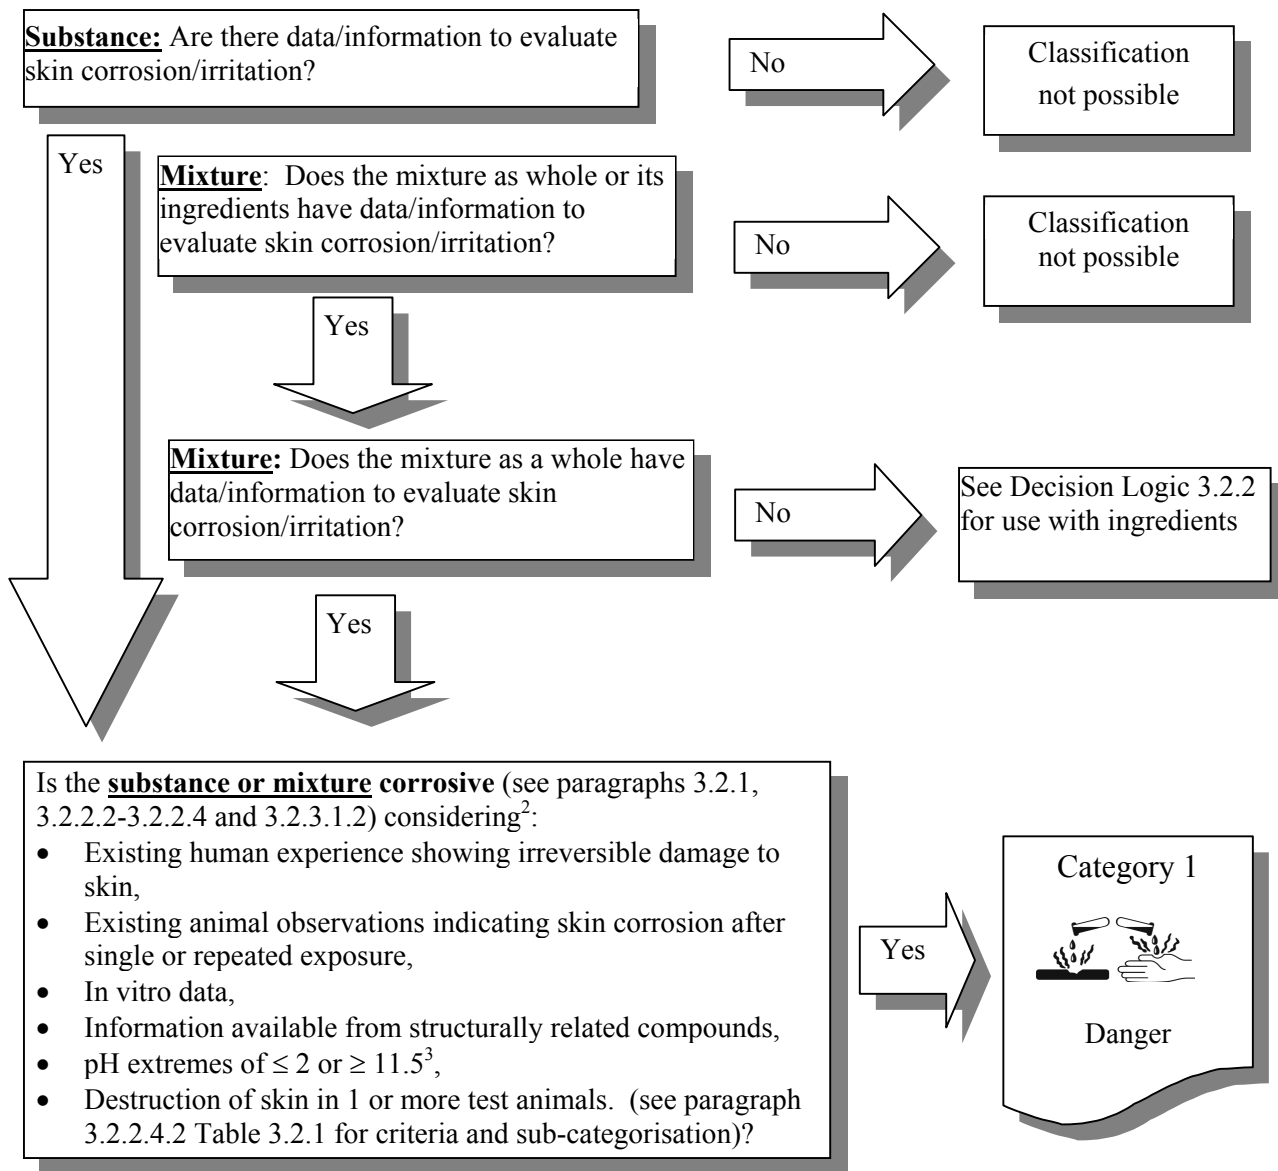 Substance: Are there data/information to evaluate
skin corrosion/irritation?
No
Classification
not possible
Yes
Mixture:  Does the mixture as whole or its
ingredients have data/information to
evaluate skin corrosion/irritation?
No
Classification
not possible
Yes
Mixture: Does the mixture as a whole have
data/information to evaluate skin
corrosion/irritation?
No
See Decision Logic 3.2.2
for use with ingredients
Yes
Is the substance or mixture corrosive (see paragraphs 3.2.1,
3.2.2.2-3.2.2.4 and 3.2.3.1.2) considering²:
• Existing human experience showing irreversible damage to
skin,
• Existing animal observations indicating skin corrosion after
single or repeated exposure,
• In vitro data,
• Information available from structurally related compounds,
• pH extremes of ≤ 2 or ≥ 11.5³,
• Destruction of skin in 1 or more test animals.  (see paragraph
3.2.2.4.2 Table 3.2.1 for criteria and sub-categorisation)?
Yes
Category 1
Danger